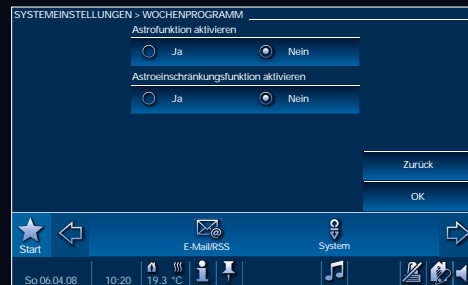 SYSTEMEINSTELLUNGEN > WOCHENPROGRAMM
Astrofunktion aktivieren
Ja Nein
Astroeinschränkungsfunktion aktivieren
Ja Nein
Zurück
OK
Start E-Mail/RSS System
So 06.04.08 10:20 19.3 °C